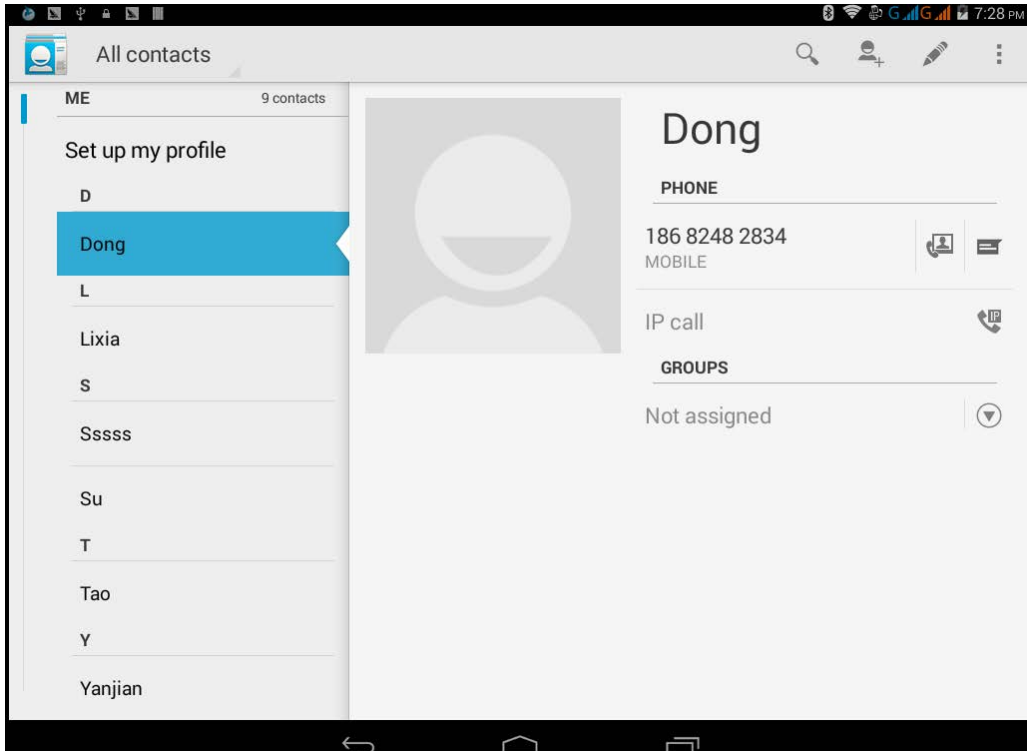 G G 7:28 PM
All contacts
ME 9 contacts
Set up my profile
D
Dong
L
Lixia
S
Sssss
Su
T
Tao
Y
Yanjian
Dong
PHONE
186 8248 2834
MOBILE
IP call
IP
GROUPS
Not assigned